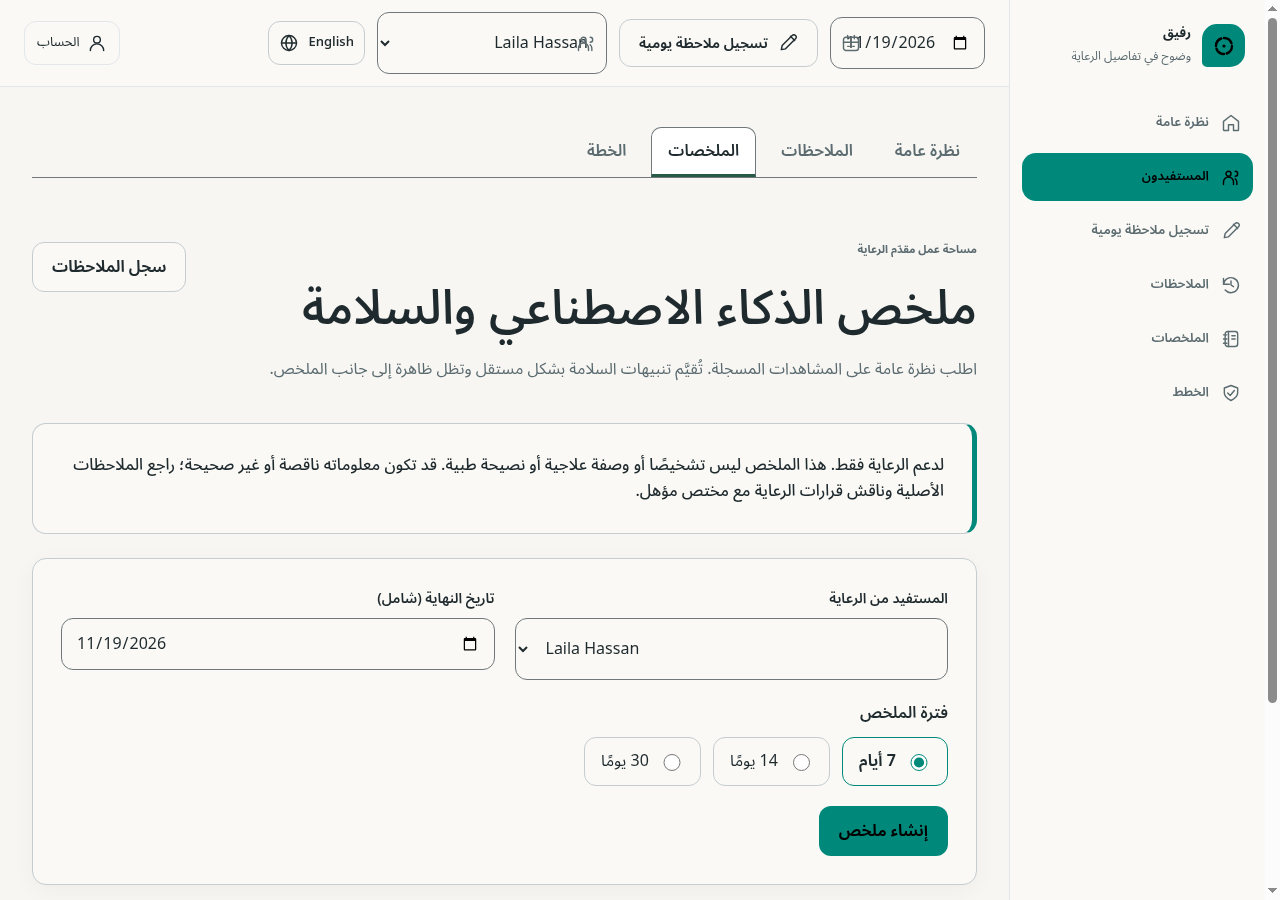 رفيق
وضوح في تفاصيل الرعاية
نظرة عامة
المستفيدون
تسجيل ملاحظة يومية
الملاحظات
الملخصات
الخطط
11/19/2026
تسجيل ملاحظة يومية
Laila Hassan
English
الحساب
نظرة عامة
الملاحظات
الملخصات
الخطة
مساحة عمل مقدّم الرعاية
ملخص الذكاء الاصطناعي والسلامة
اطلب نظرة عامة على المشاهدات المسجلة. تُقيَّم تنبيهات السلامة بشكل مستقل وتظل ظاهرة إلى جانب الملخص.
سجل الملاحظات
لدعم الرعاية فقط. هذا الملخص ليس تشخيصًا أو وصفة علاجية أو نصيحة طبية. قد تكون معلوماته ناقصة أو غير صحيحة؛ راجع الملاحظات
الأصلية وناقش قرارات الرعاية مع مختص مؤهل.
المستفيد من الرعاية
Laila Hassan
تاريخ النهاية (شامل)
11/19/2026
فترة الملخص
7 أيام
14 يومًا
30 يومًا
إنشاء ملخص